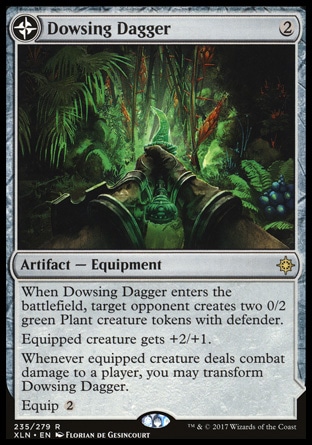 Dowsing Dagger 2
Artifact — Equipment
When Dowsing Dagger enters the
battlefield, target opponent creates two 0/2
green Plant creature tokens with defender.
Equipped creature gets +2/+1.
Whenever equipped creature deals combat
damage to a player, you may transform
Dowsing Dagger.
Equip 2
235/279 R
XLN • EN Florian de Gesincourt
™ & © 2017 Wizards of the Coast